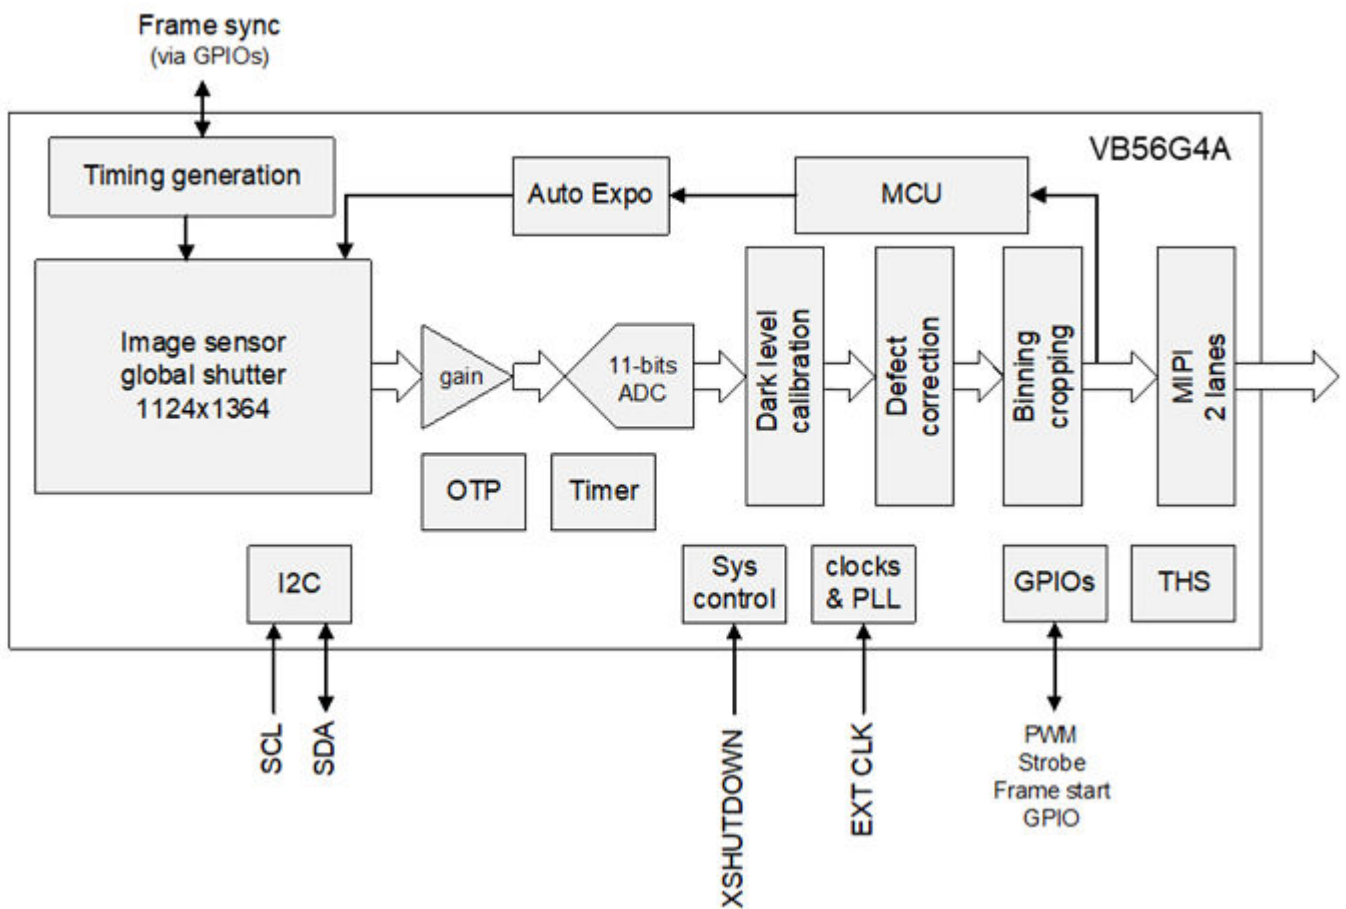 Frame sync
(via GPIOs)
VB56G4A
Timing generation
Auto Expo
MCU
Image sensor
global shutter
1124x1364
gain
11-bits
ADC
Dark level
calibration
Defect
correction
Binning
cropping
MIPI
2 lanes
OTP
Timer
I2C
Sys
control
clocks
& PLL
GPIOs
THS
SCL
SDA
XSHUTDOWN
EXT CLK
PWM
Strobe
Frame start
GPIO